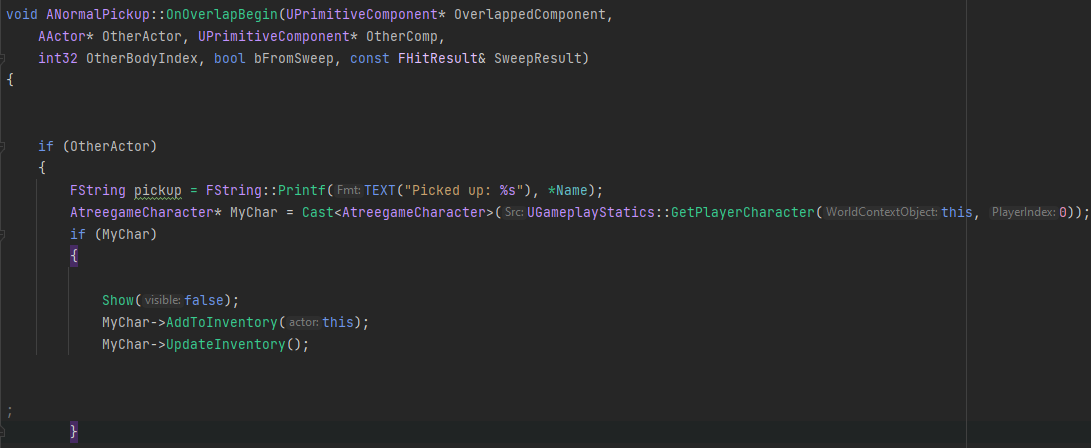 void ANormalPickup::OnOverlapBegin(UPrimitiveComponent* OverlappedComponent,
    AActor* OtherActor, UPrimitiveComponent* OtherComp,
    int32 OtherBodyIndex, bool bFromSweep, const FHitResult& SweepResult)
{
    if (OtherActor)
    {
        FString pickup = FString::Printf( Fmt: TEXT("Picked up: %s"), *Name);
        AtreegameCharacter* MyChar = Cast<AtreegameCharacter>( Src: UGameplayStatics::GetPlayerCharacter( WorldContextObject: this, PlayerIndex: 0));
        if (MyChar)
        {
            Show( visible: false);
            MyChar->AddToInventory( actor: this);
            MyChar->UpdateInventory();
;
        }